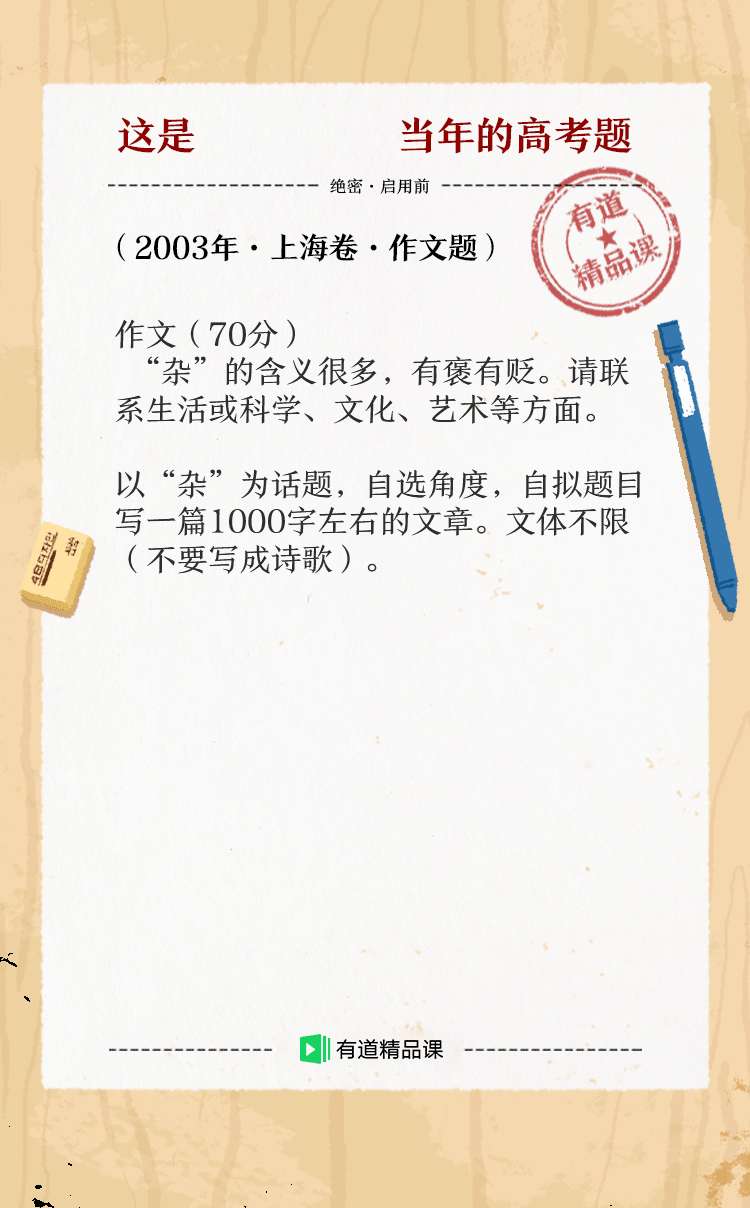 这是 当年的高考题
绝密·启用前
有道
精品课
（2003年·上海卷·作文题）
作文（70分）
“杂”的含义很多，有褒有贬。请联
系生活或科学、文化、艺术等方面。
以“杂”为话题，自选角度，自拟题目
写一篇1000字左右的文章。文体不限
（不要写成诗歌）。
有道精品课